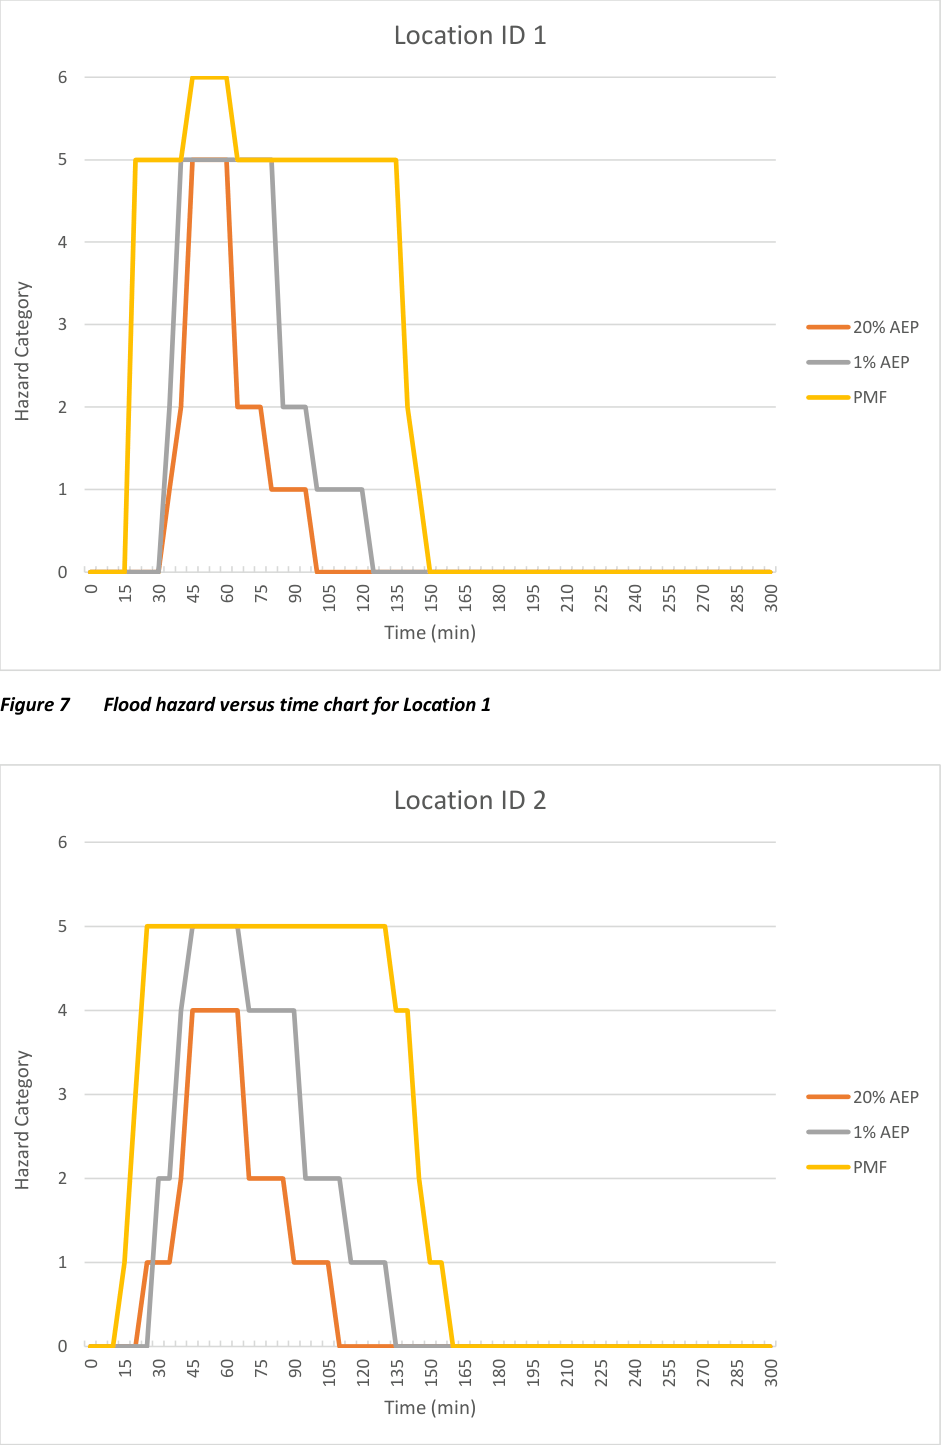 Location ID 1
6
5
4
3
2
1
0
Hazard Category
0 15 30 45 60 75 90 105 120 135 150 165 180 195 210 225 240 255 270 285 300
Time (min)
20% AEP
1% AEP
PMF
Figure 7 Flood hazard versus time chart for Location 1
Location ID 2
6
5
4
3
2
1
0
Hazard Category
0 15 30 45 60 75 90 105 120 135 150 165 180 195 210 225 240 255 270 285 300
Time (min)
20% AEP
1% AEP
PMF